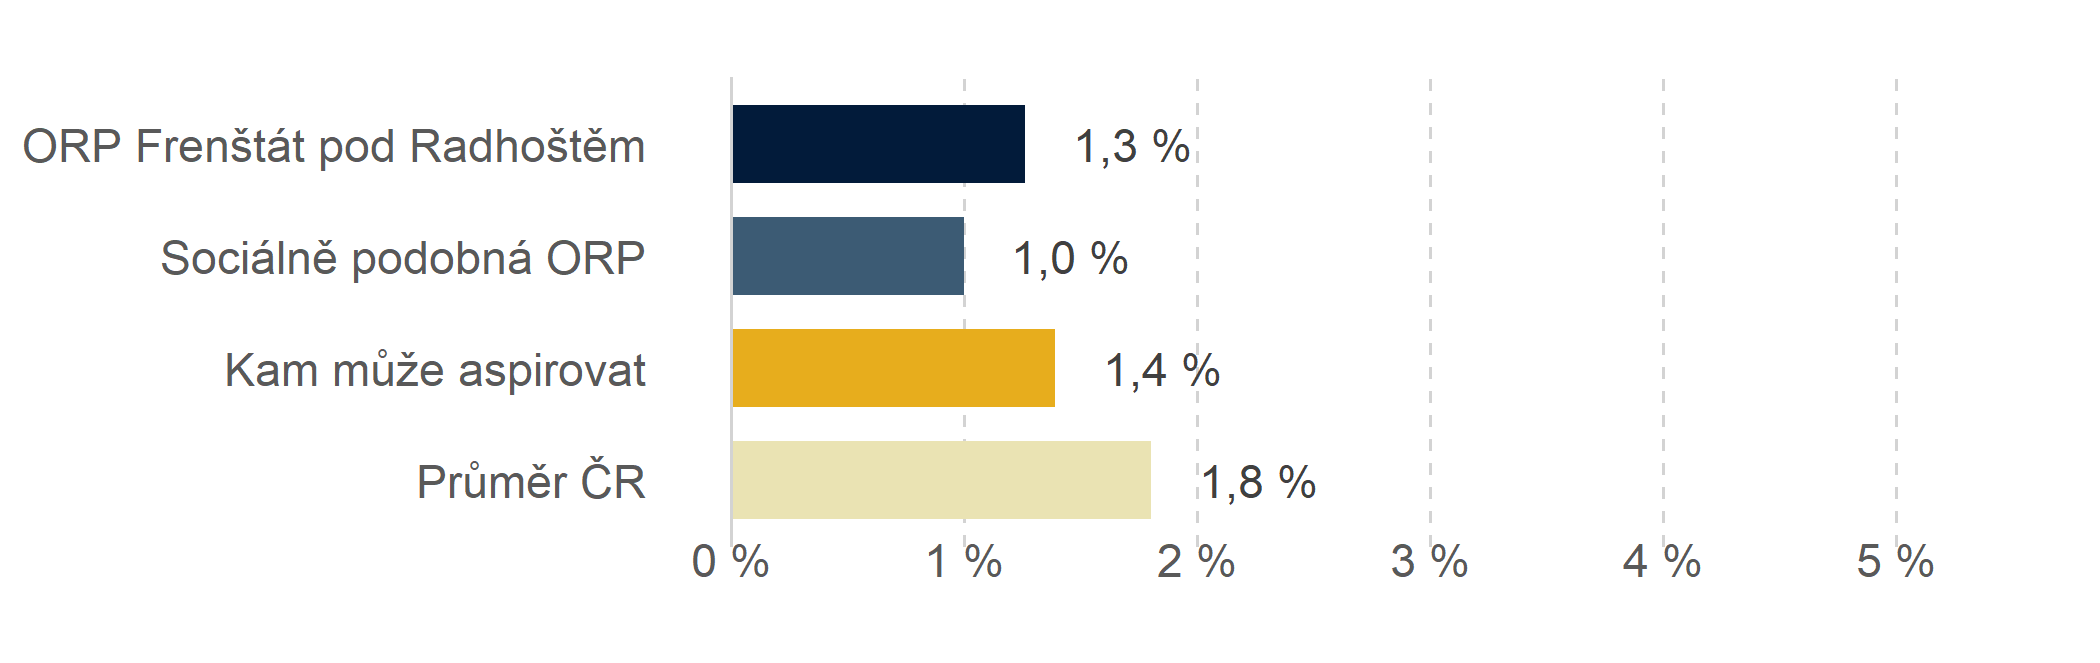 ORP Frenštát pod Radhoštěm
1,3 %
Sociálně podobná ORP
1,0 %
Kam může aspirovat
1,4 %
Průměr ČR
1,8 %
0 % 1 % 2 % 3 % 4 % 5 %